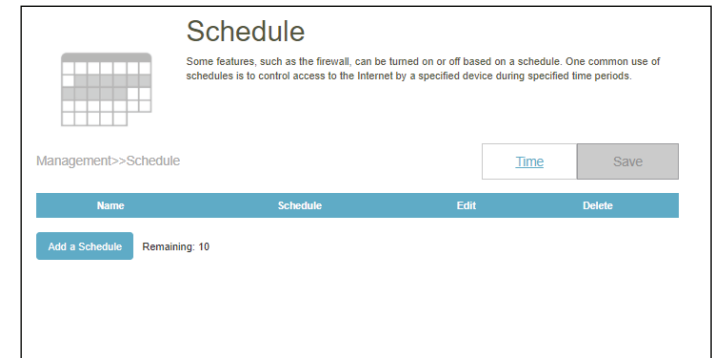 Schedule
Some features, such as the firewall, can be turned on or off based on a schedule. One common use of
schedules is to control access to the Internet by a specified device during specified time periods.
Management>>Schedule
Time
Save
Name Schedule Edit Delete
Add a Schedule Remaining: 10